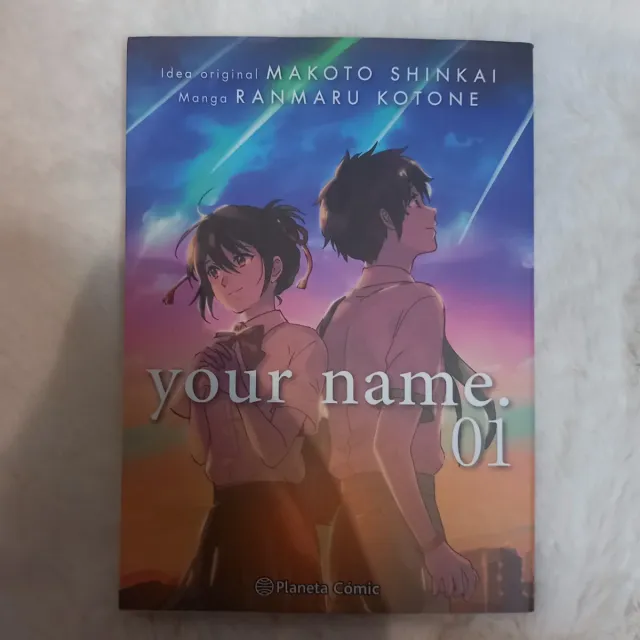 Idea original MAKOTO SHINKAI
Manga RANMARU KOTONE
your name.
01
Planeta Cómic